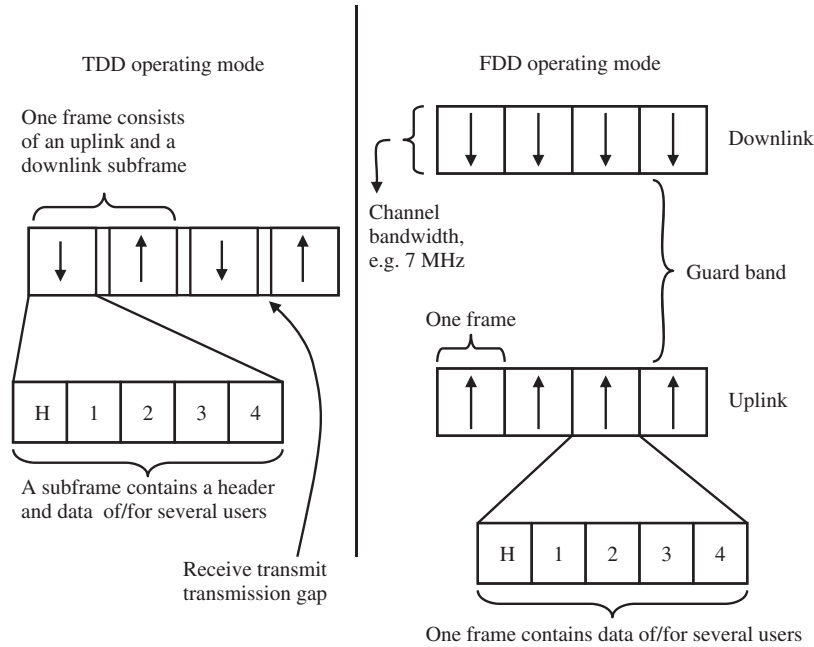 TDD operating mode
One frame consists
of an uplink and a
downlink subframe
H 1 2 3 4
A subframe contains a header
and data of/for several users
Receive transmit
transmission gap
FDD operating mode
Downlink
Channel
bandwidth,
e.g. 7 MHz
Guard band
One frame
Uplink
H 1 2 3 4
One frame contains data of/for several users